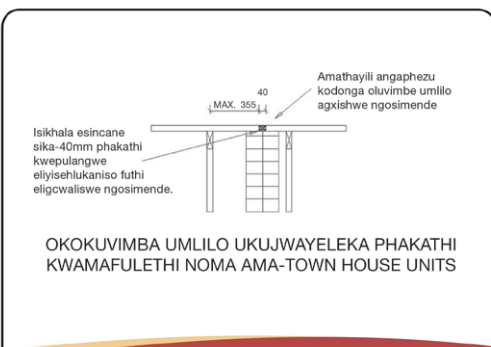 40
MAX. 355
Amathayili angaphezu
kodonga oluvimbe umlilo
agxishwe ngosimende
Isikhala esincane
sika-40mm phakathi
kwepulangwe
eliyisehlukaniso futhi
eligcwaliswe ngosimende.
OKOKUVIMBA UMLILO UKUJWAYELEKA PHAKATHI
KWAMAFULETHI NOMA AMA-TOWN HOUSE UNITS